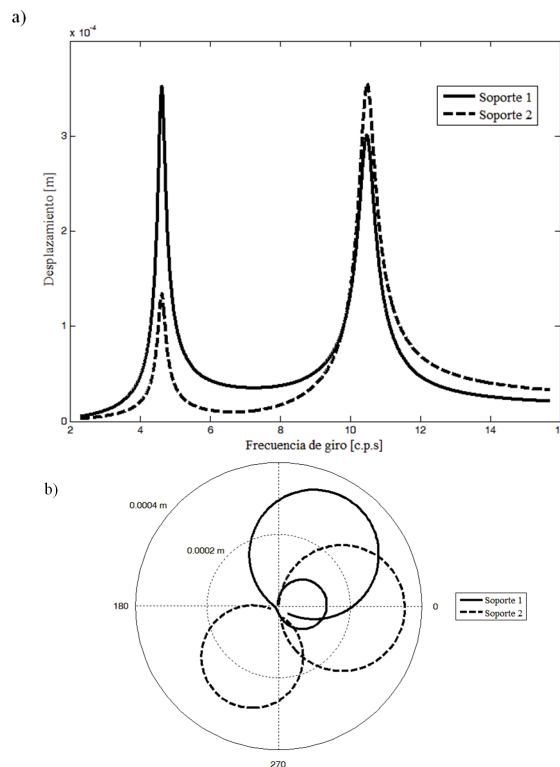 a)
x 10⁻⁴
Soporte 1
Soporte 2
Desplazamiento [m]
3
2
1
0
2
4
6
8
10
12
14
16
Frecuencia de giro [c.p.s]
b)
0.0004 m
0.0002 m
180
0
Soporte 1
Soporte 2
270